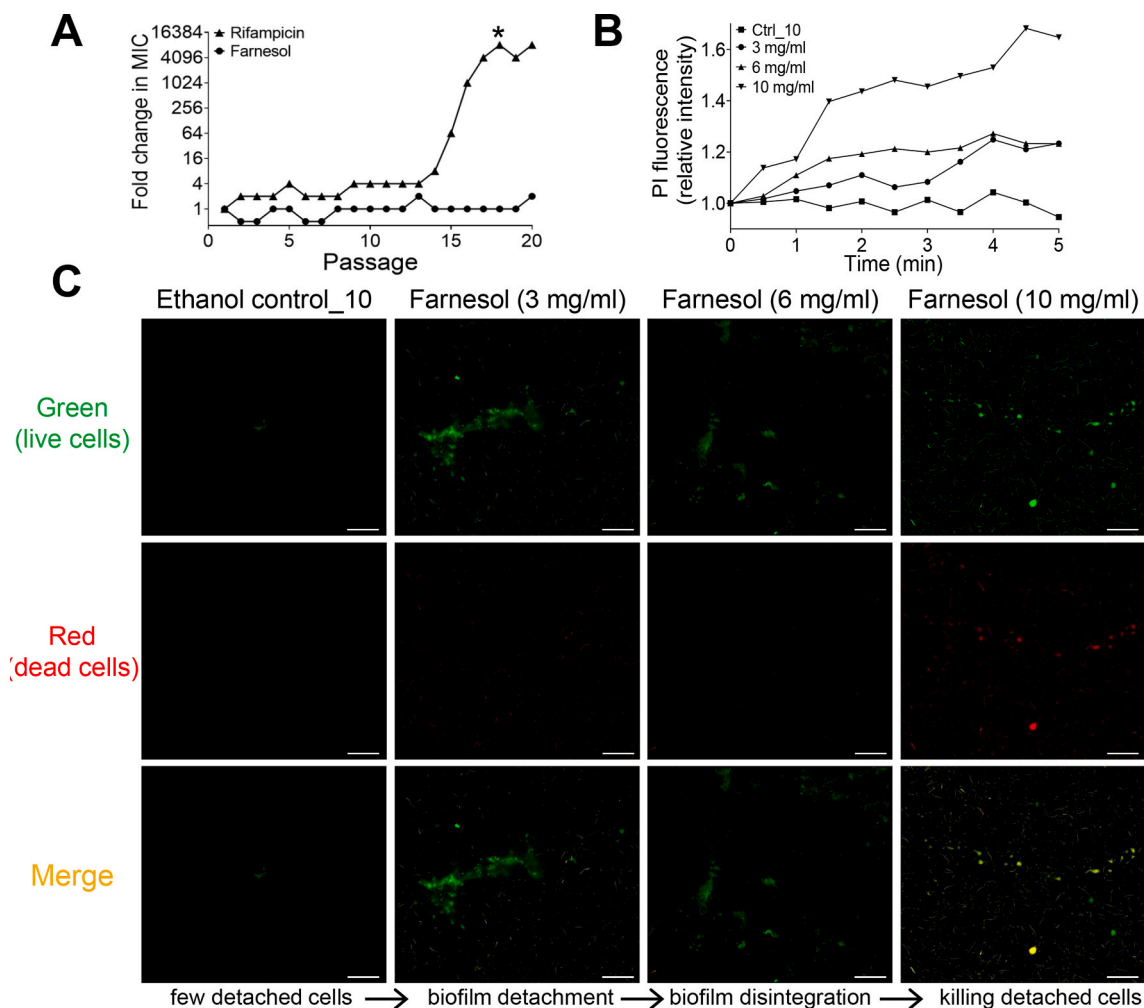 A
16384
4096
1024
256
64
16
4
1
Fold change in MIC
Rifampicin
Farnesol
*
0 5 10 15 20
Passage
B
1.6
1.4
1.2
1.0
PI fluorescence
(relative intensity)
Ctrl_10
3 mg/ml
6 mg/ml
10 mg/ml
0 1 2 3 4 5
Time (min)
C
Ethanol control_10 Farnesol (3 mg/ml) Farnesol (6 mg/ml) Farnesol (10 mg/ml)
Green
(live cells)
Red
(dead cells)
Merge
few detached cells → biofilm detachment → biofilm disintegration → killing detached cells